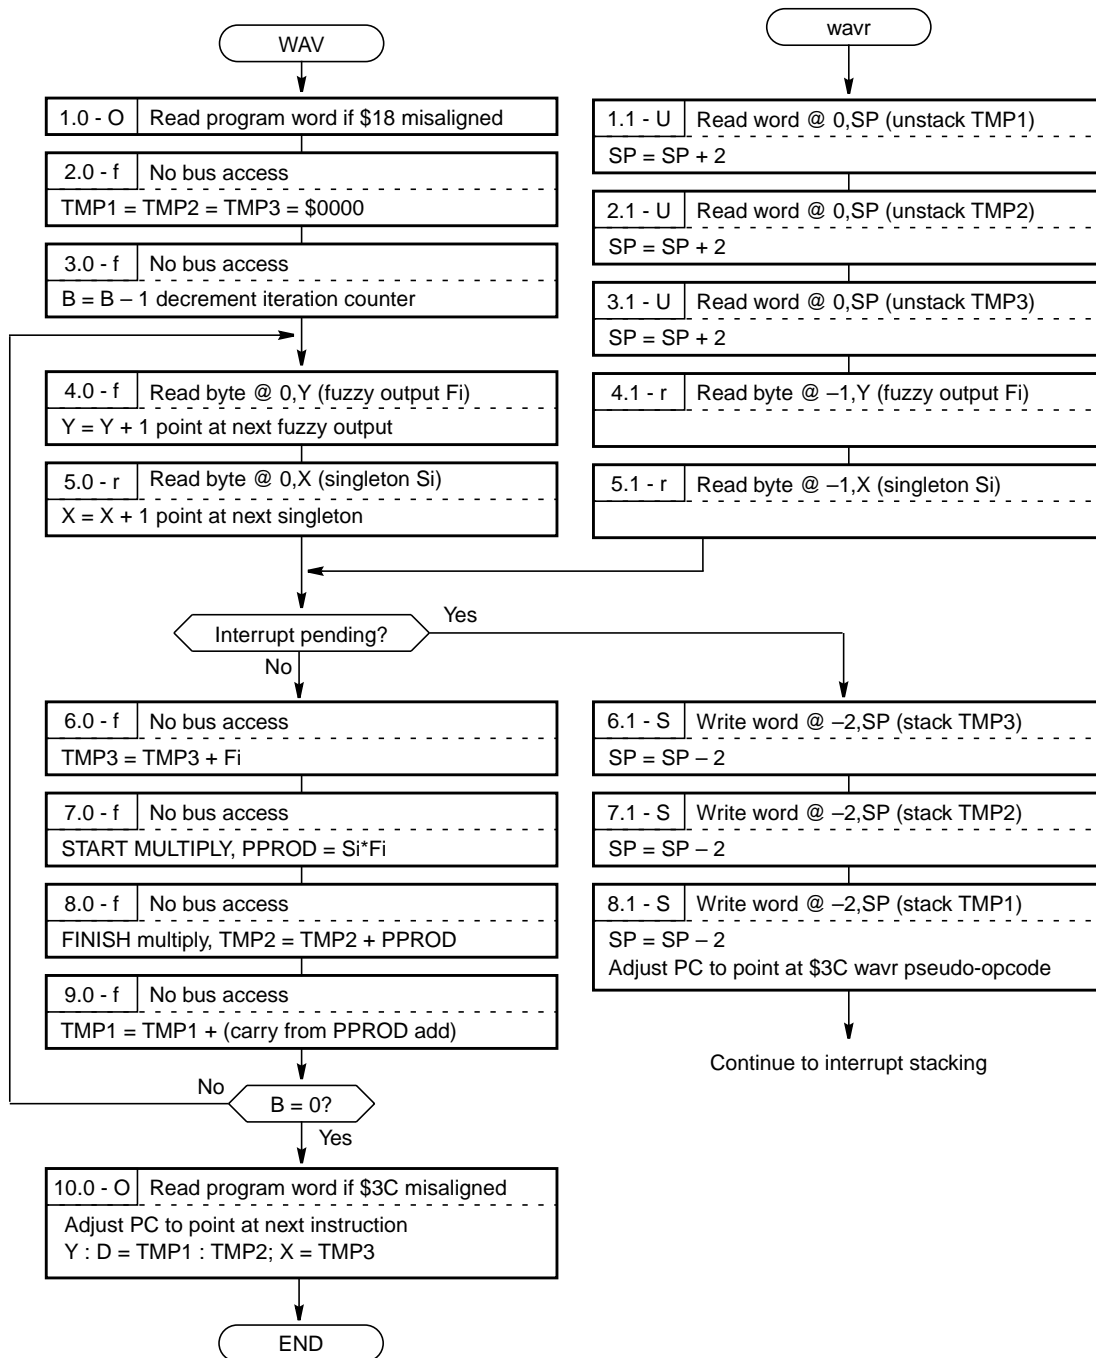 WAV
1.0 - O Read program word if $18 misaligned
2.0 - f No bus access
TMP1 = TMP2 = TMP3 = $0000
3.0 - f No bus access
B = B – 1 decrement iteration counter
4.0 - f Read byte @ 0,Y (fuzzy output Fi)
Y = Y + 1 point at next fuzzy output
5.0 - r Read byte @ 0,X (singleton Si)
X = X + 1 point at next singleton
wavr
1.1 - U Read word @ 0,SP (unstack TMP1)
SP = SP + 2
2.1 - U Read word @ 0,SP (unstack TMP2)
SP = SP + 2
3.1 - U Read word @ 0,SP (unstack TMP3)
SP = SP + 2
4.1 - r Read byte @ –1,Y (fuzzy output Fi)
5.1 - r Read byte @ –1,X (singleton Si)
Interrupt pending?
Yes
No
6.0 - f No bus access
TMP3 = TMP3 + Fi
7.0 - f No bus access
START MULTIPLY, PPROD = Si*Fi
8.0 - f No bus access
FINISH multiply, TMP2 = TMP2 + PPROD
9.0 - f No bus access
TMP1 = TMP1 + (carry from PPROD add)
6.1 - S Write word @ –2,SP (stack TMP3)
SP = SP – 2
7.1 - S Write word @ –2,SP (stack TMP2)
SP = SP – 2
8.1 - S Write word @ –2,SP (stack TMP1)
SP = SP – 2
Adjust PC to point at $3C wavr pseudo-opcode
Continue to interrupt stacking
No
B = 0?
Yes
10.0 - O Read program word if $3C misaligned
Adjust PC to point at next instruction
Y : D = TMP1 : TMP2; X = TMP3
END